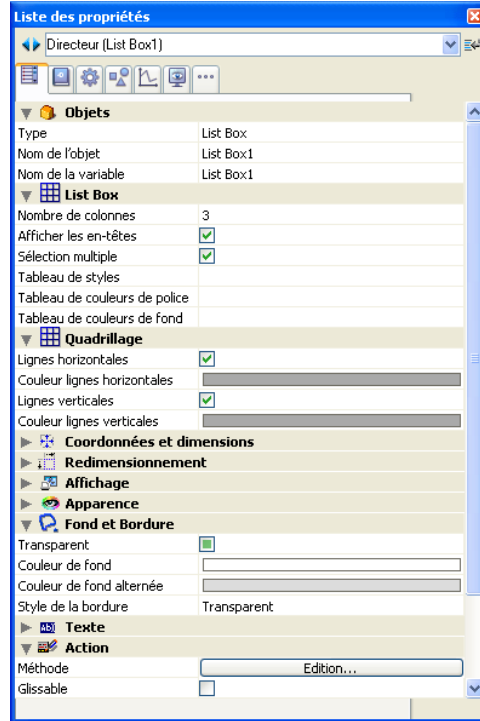 Liste des propriétés
Directeur (List Box1)
Objets
Type List Box
Nom de l'objet List Box1
Nom de la variable List Box1
List Box
Nombre de colonnes 3
Afficher les en-têtes
Sélection multiple
Tableau de styles
Tableau de couleurs de police
Tableau de couleurs de fond
Quadrillage
Lignes horizontales
Couleur lignes horizontales
Lignes verticales
Couleur lignes verticales
Coordonnées et dimensions
Redimensionnement
Affichage
Apparence
Fond et Bordure
Transparent
Couleur de fond
Couleur de fond alternée
Style de la bordure Transparent
Texte
Action
Méthode Edition...
Glissable